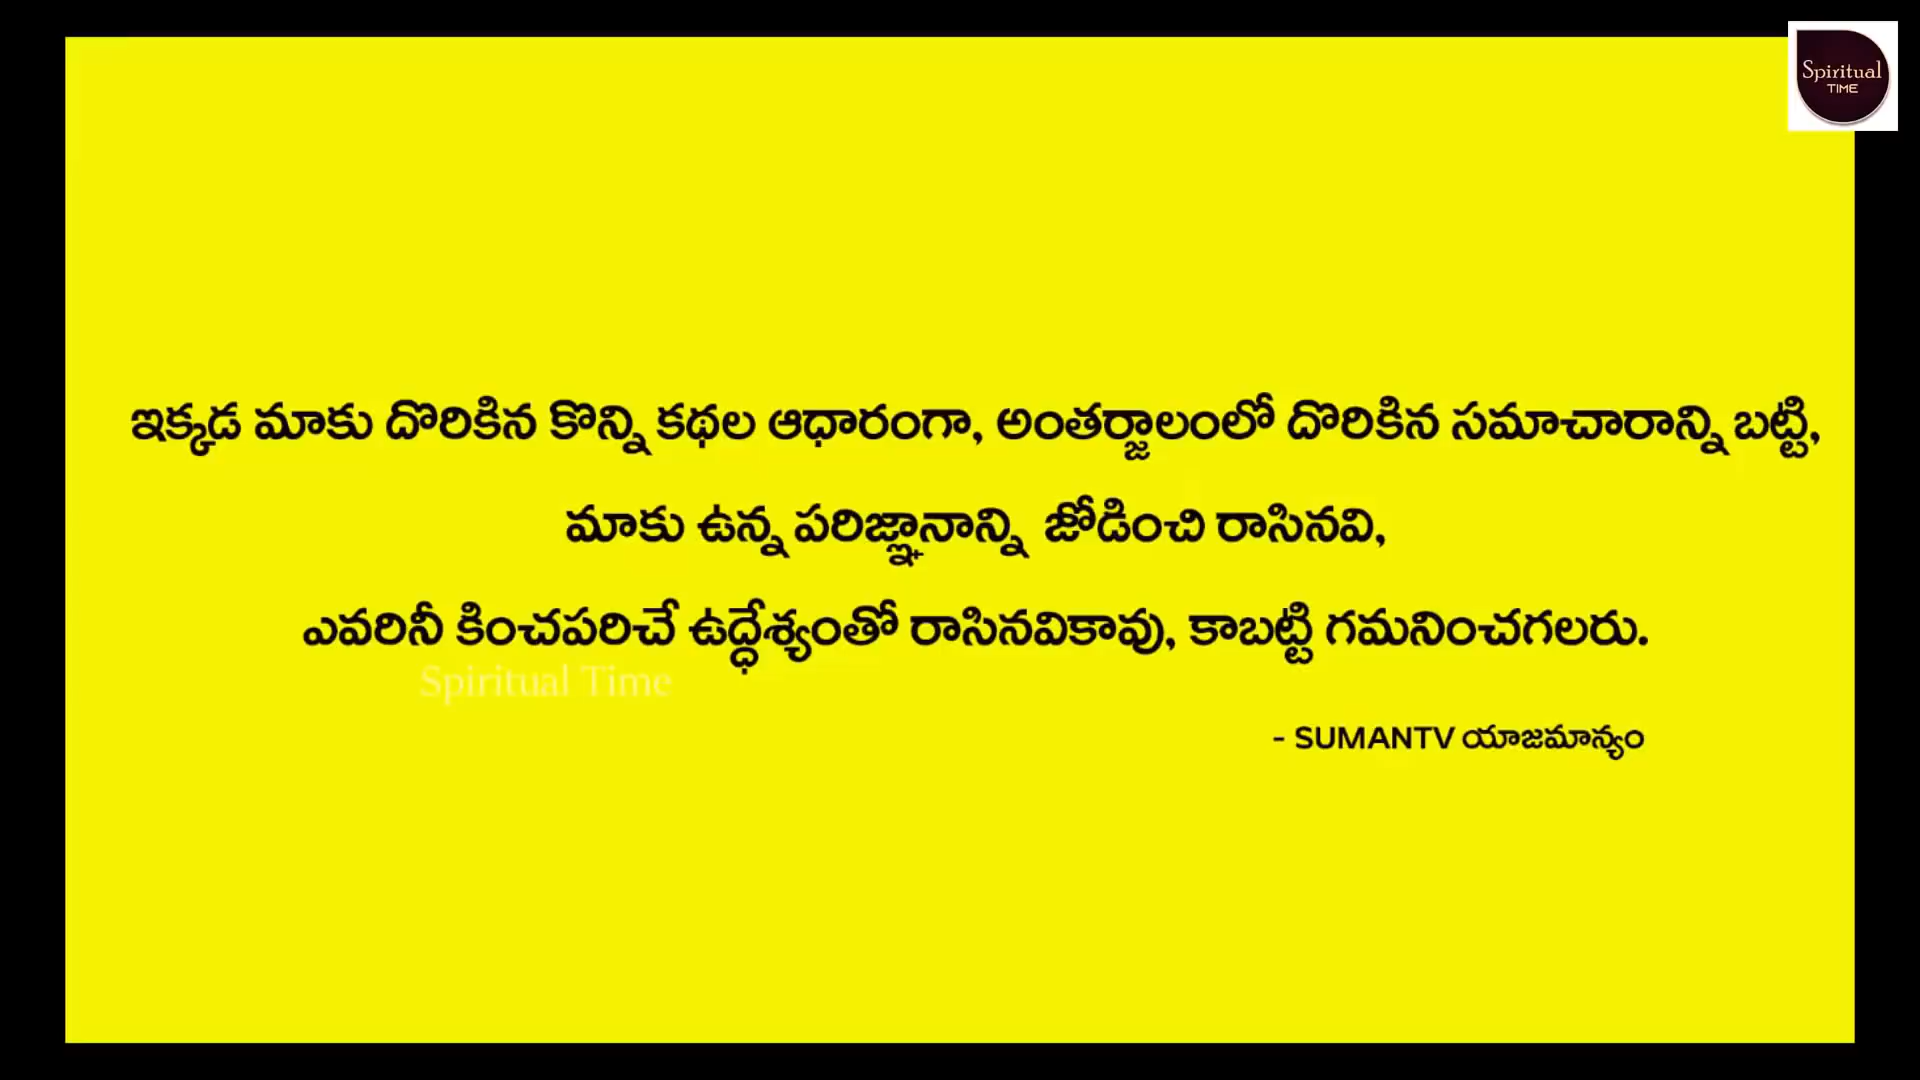 Spiritual
TIME
ఇక్కడ మాకు దొరికిన కొన్ని కథల ఆధారంగా, అంతర్జాలంలో దొరికిన సమాచారాన్ని బట్టి,
మాకు ఉన్న పరిజ్ఞానాన్ని జోడించి రాసినవి,
ఎవరినీ కించపరిచే ఉద్ధేశ్యంతో రాసినవికావు, కాబట్టి గమనించగలరు.
Spiritual Time
- SUMANTV యాజమాన్యం